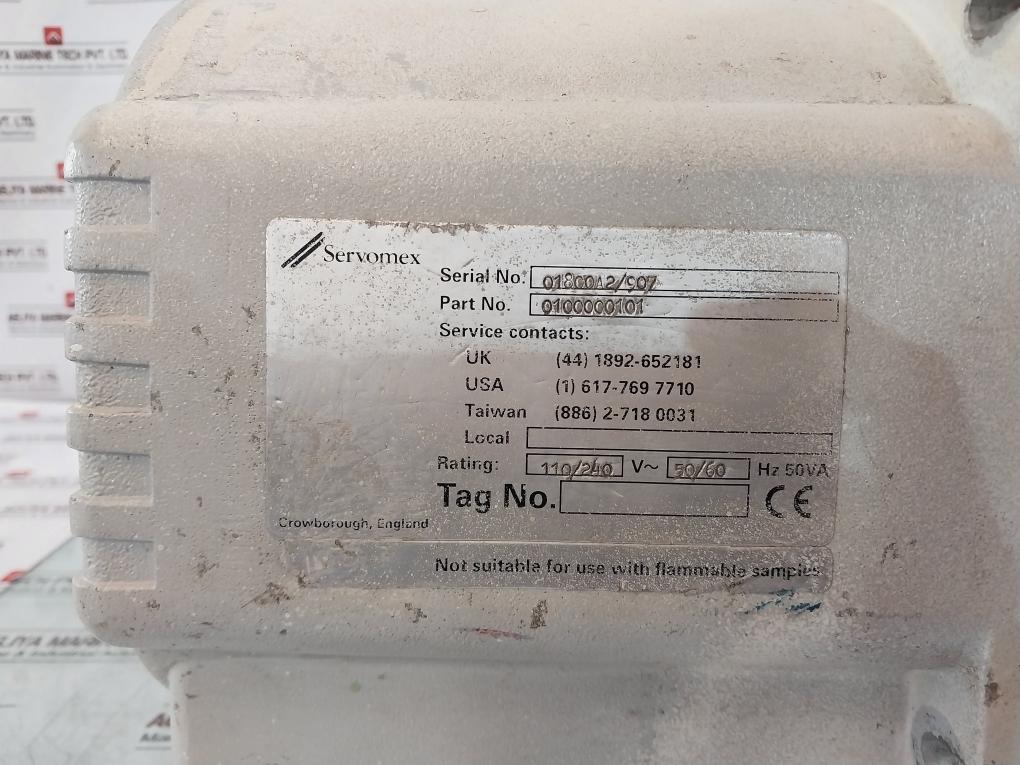 Servomex
Serial No. 01800A2/907
Part No. 0100000101
Service contacts:
UK (44) 1892-652181
USA (1) 617-769 7710
Taiwan (886) 2-718 0031
Local
Rating: 110/240 V~ 50/60 Hz 50VA
Tag No.
CE
Crowborough, England
Not suitable for use with flammable samples